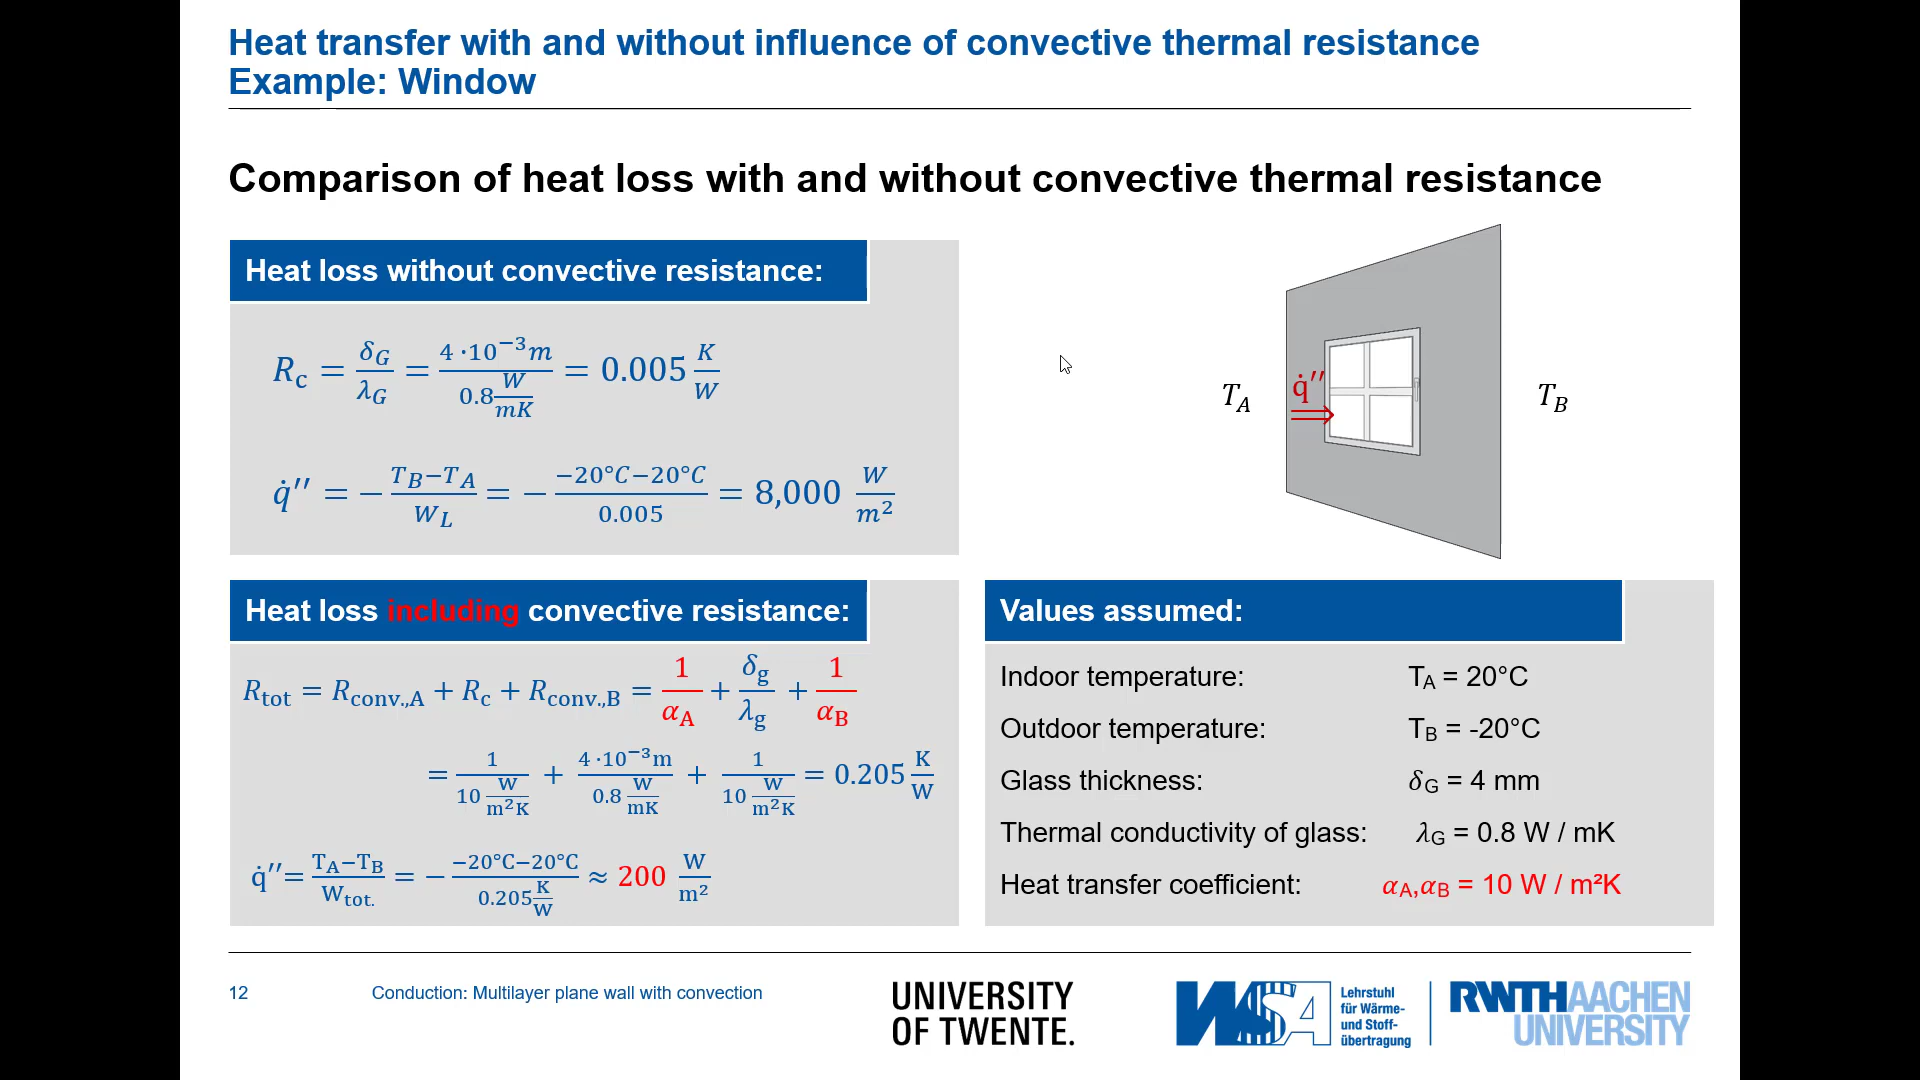 Heat transfer with and without influence of convective thermal resistance
Example: Window
Comparison of heat loss with and without convective thermal resistance
Heat loss without convective resistance:
R_c = δ_G/λ_G = (4 ·10⁻³m)/(0.8 W/mK) = 0.005 K/W
q̇′′ = − (T_B−T_A)/W_L = − (−20°C−20°C)/0.005 = 8,000 W/m²
T_A
q̇′′
T_B
Heat loss including convective resistance:
R_tot = R_conv.,A + R_c + R_conv.,B = 1/α_A + δ_g/λ_g + 1/α_B
= 1/(10 W/m²K) + (4 ·10⁻³m)/(0.8 W/mK) + 1/(10 W/m²K) = 0.205 K/W
q̇′′= (T_A−T_B)/W_tot. = − (−20°C−20°C)/(0.205 K/W) ≈ 200 W/m²
Values assumed:
Indoor temperature: T_A = 20°C
Outdoor temperature: T_B = -20°C
Glass thickness: δ_G = 4 mm
Thermal conductivity of glass: λ_G = 0.8 W / mK
Heat transfer coefficient: α_A,α_B = 10 W / m²K
12
Conduction: Multilayer plane wall with convection
UNIVERSITY
OF TWENTE.
WSA
Lehrstuhl
für Wärme-
und Stoff-
übertragung
RWTHAACHEN
UNIVERSITY